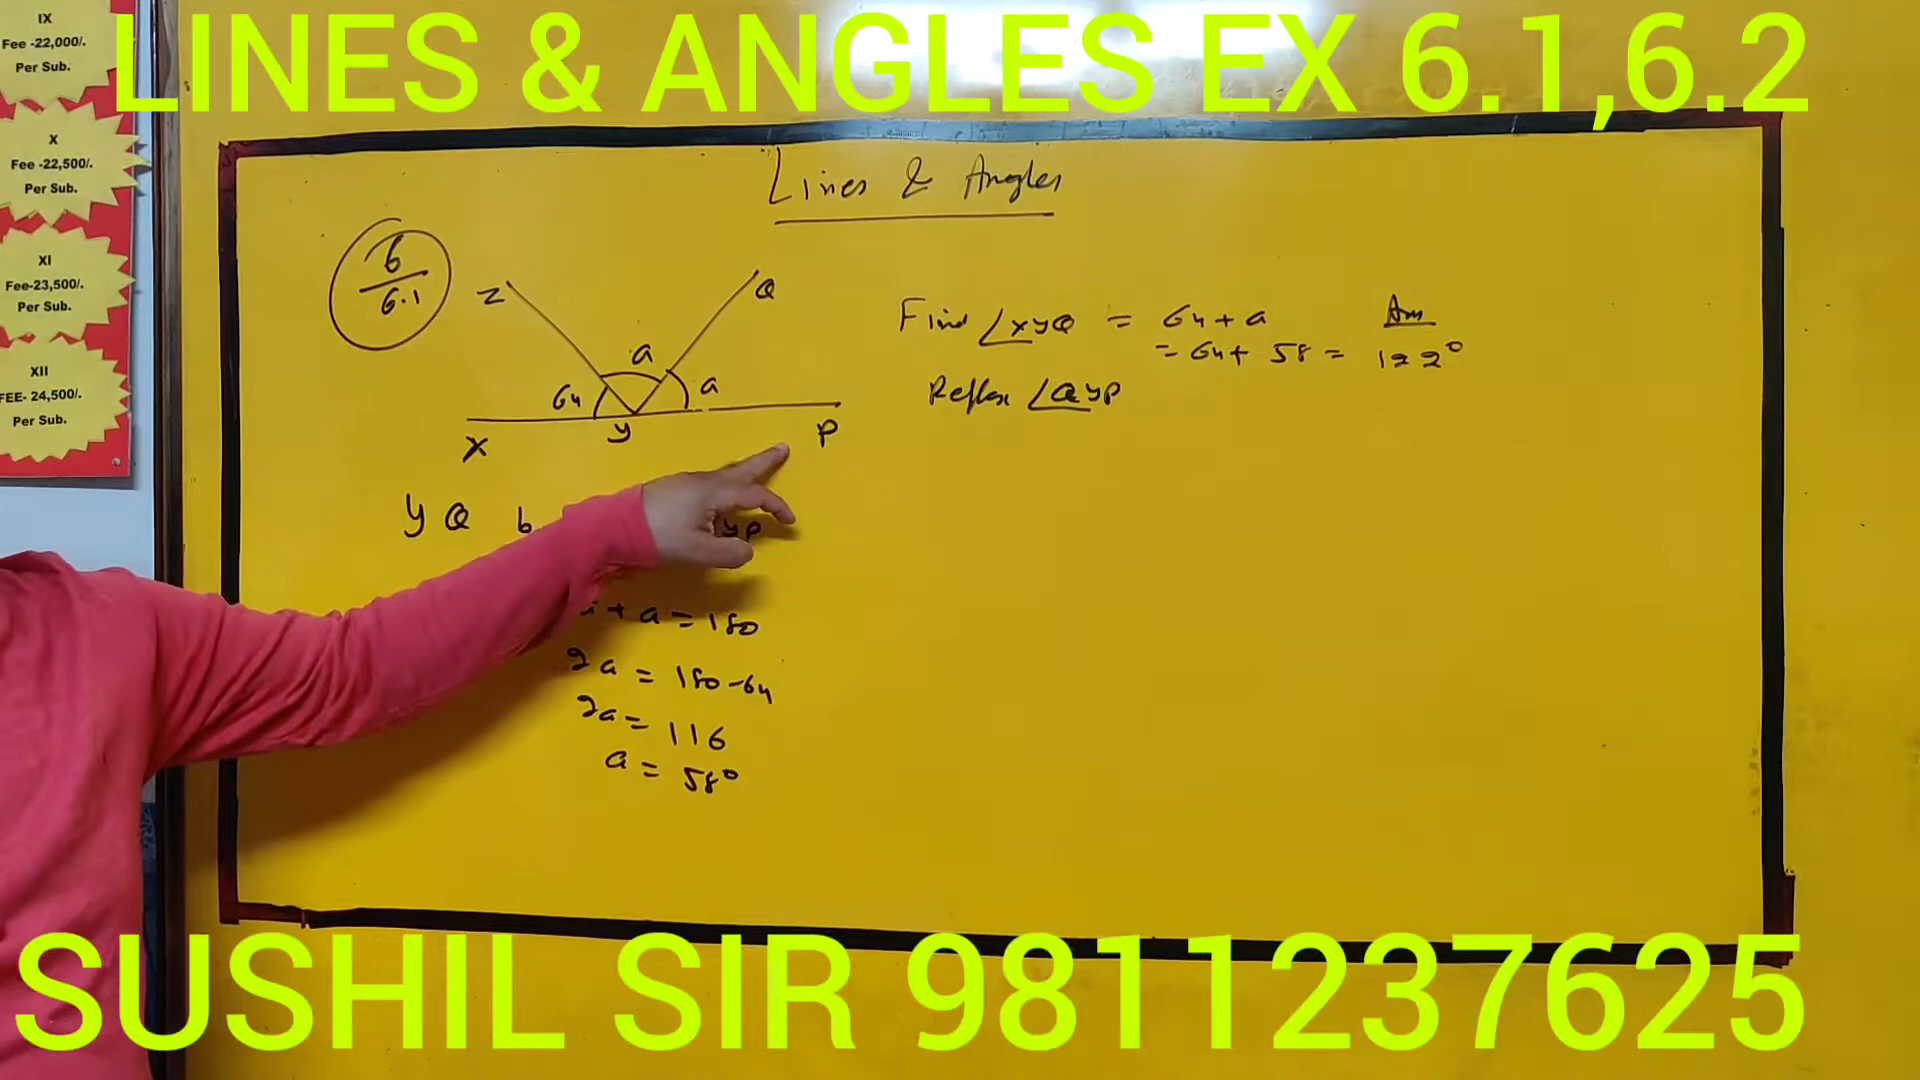 LINES & ANGLES EX 6.1,6.2
IX
Fee -22,000/.
Per Sub.
X
Fee -22,500/.
Per Sub.
XI
Fee-23,500/.
Per Sub.
XII
FEE- 24,500/.
Per Sub.
Lines & Angles
6
6.1
Z
Q
a
64
a
X
y
P
Find ∠XYQ = 64 + a Ans
= 64 + 58 = 122°
Reflex ∠QYP
YQ b
YP
+ a = 180
2a = 180-64
2a = 116
a = 58°
SUSHIL SIR 9811237625